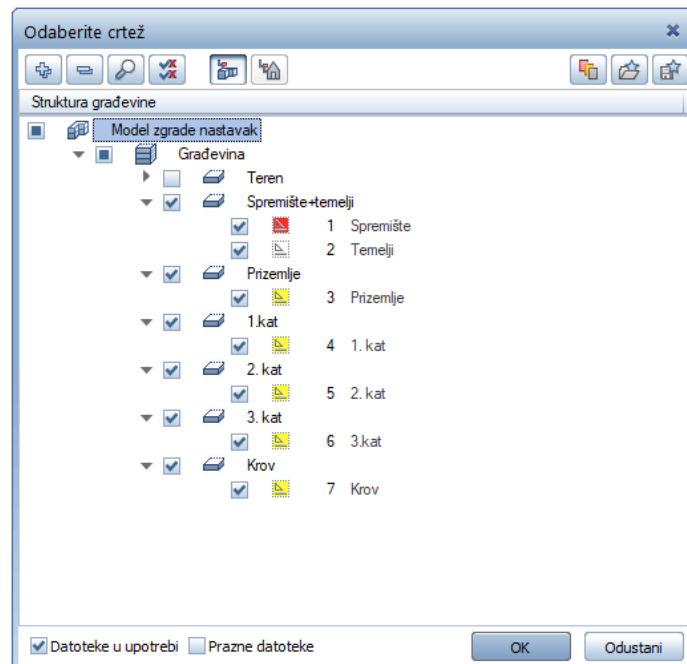 Odaberite crtež
Struktura građevine
Model zgrade nastavak
Građevina
Teren
Spremište+temelji
1 Spremište
2 Temelji
Prizemlje
3 Prizemlje
1.kat
4 1. kat
2. kat
5 2. kat
3. kat
6 3.kat
Krov
7 Krov
Datoteke u upotrebi Prazne datoteke OK Odustani